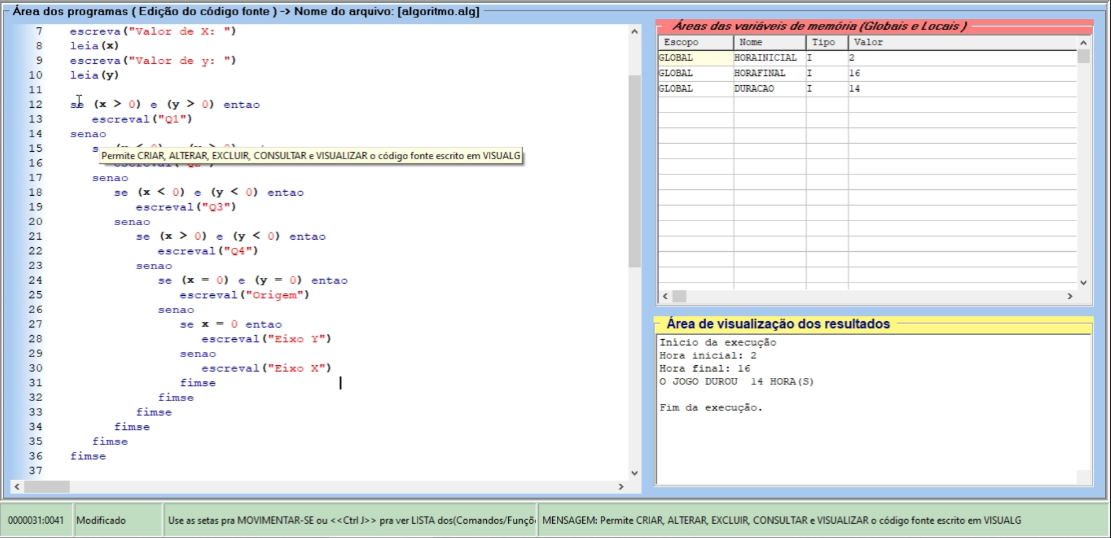 Área dos programas ( Edição do código fonte ) -> Nome do arquivo: [algoritmo.alg]
7 escreva("Valor de X: ")
8 leia(x)
9 escreva("Valor de y: ")
10 leia(y)
11
12 se (x > 0) e (y > 0) entao
13 escreval("Q1")
14 senao
15
Permite CRIAR, ALTERAR, EXCLUIR, CONSULTAR e VISUALIZAR o código fonte escrito em VISUALG
16
17 senao
18 se (x < 0) e (y < 0) entao
19 escreval("Q3")
20 senao
21 se (x > 0) e (y < 0) entao
22 escreval("Q4")
23 senao
24 se (x = 0) e (y = 0) entao
25 escreval("Origem")
26 senao
27 se x = 0 entao
28 escreval("Eixo Y")
29 senao
30 escreval("Eixo X")
31 fimse
32 fimse
33 fimse
34 fimse
35 fimse
36 fimse
37
Áreas das variáveis de memória (Globais e Locais )
Escopo Nome Tipo Valor
GLOBAL HORAINICIAL I 2
GLOBAL HORAFINAL I 16
GLOBAL DURACAO I 14
Área de visualização dos resultados
Início da execução
Hora inicial: 2
Hora final: 16
O JOGO DUROU 14 HORA(S)
Fim da execução.
0000031:0041 Modificado Use as setas pra MOVIMENTAR-SE ou <<Ctrl J>> pra ver LISTA dos(Comandos/Funçõ MENSAGEM: Permite CRIAR, ALTERAR, EXCLUIR, CONSULTAR e VISUALIZAR o código fonte escrito em VISUALG